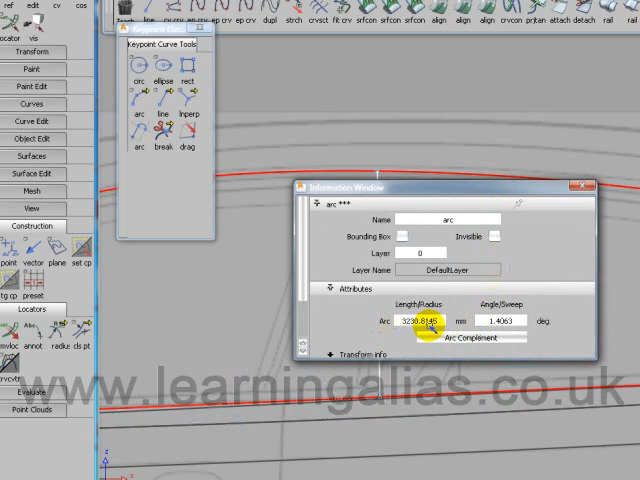 ref edit cv cos
locator vis
Transform
Paint
Paint Edit
Curves
Curve Edit
Object Edit
Surfaces
Surface Edit
Mesh
View
Construction
point vector plane set cp
tg cp preset
Locators
mvloc annot radiu cls pt
crvcvtr
Evaluate
Point Clouds
dupl strch crvsct fit crv srfcon srfcon srfcon align crvcon prjtan attach detach rail rail
Keypoint Curve Tools
circ ellipse rect
arc line lnperp
arc break drag
Information Window
arc ***
Name arc
Bounding Box Invisible
Layer 0
Layer Name DefaultLayer
Attributes
Length/Radius Angle/Sweep
Arc 3230.8145 mm 1.4063 deg
Arc Complement
Transform info
www.learningalias.co.uk
z
x